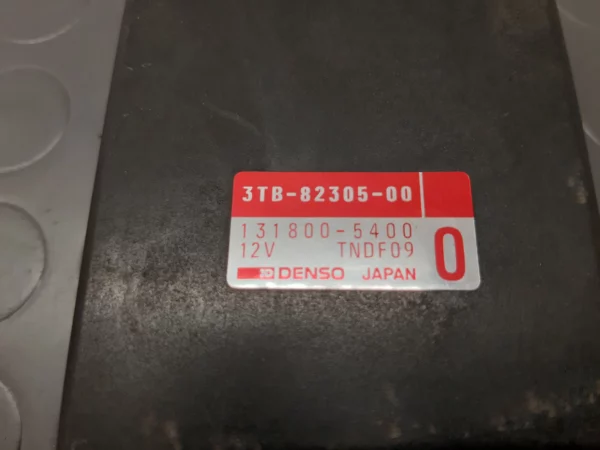 3TB-82305-00
131800-5400
12V TNDF09 0
DENSO JAPAN